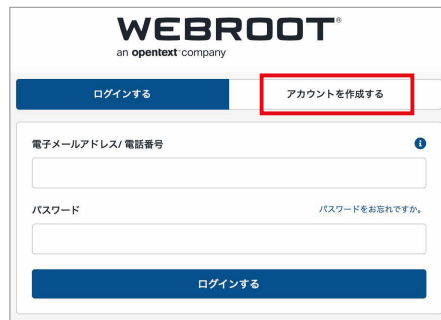 WEBROOT®
an opentext™ company
ログインする
アカウントを作成する
電子メールアドレス/ 電話番号
パスワード
パスワードをお忘れですか。
ログインする